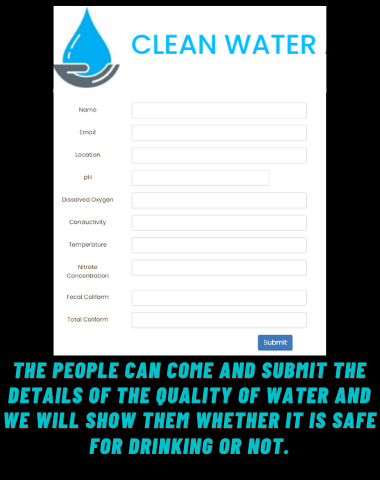 CLEAN WATER
Name
Email
Location
pH
Dissolved Oxygen
Conductivity
Temperature
Nitrate
Concentration
Fecal Coliform
Total Coliform
Submit
THE PEOPLE CAN COME AND SUBMIT THE
DETAILS OF THE QUALITY OF WATER AND
WE WILL SHOW THEM WHETHER IT IS SAFE
FOR DRINKING OR NOT.